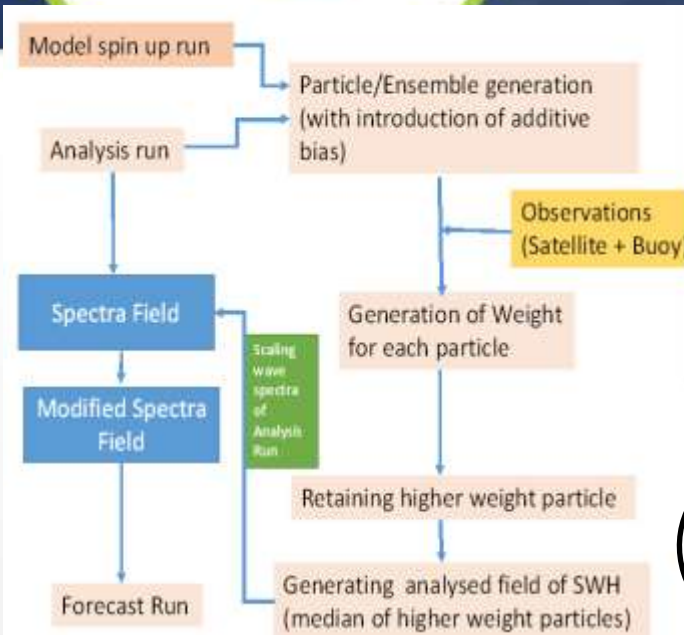 Model spin up run
Particle/Ensemble generation
(with introduction of additive
bias)
Analysis run
Observations
(Satellite + Buoy)
Spectra Field
Generation of Weight
for each particle
Scaling
wave
spectra
of
Analysis
Run
Modified Spectra
Field
Retaining higher weight particle
Generating analysed field of SWH
(median of higher weight particles)
Forecast Run
(